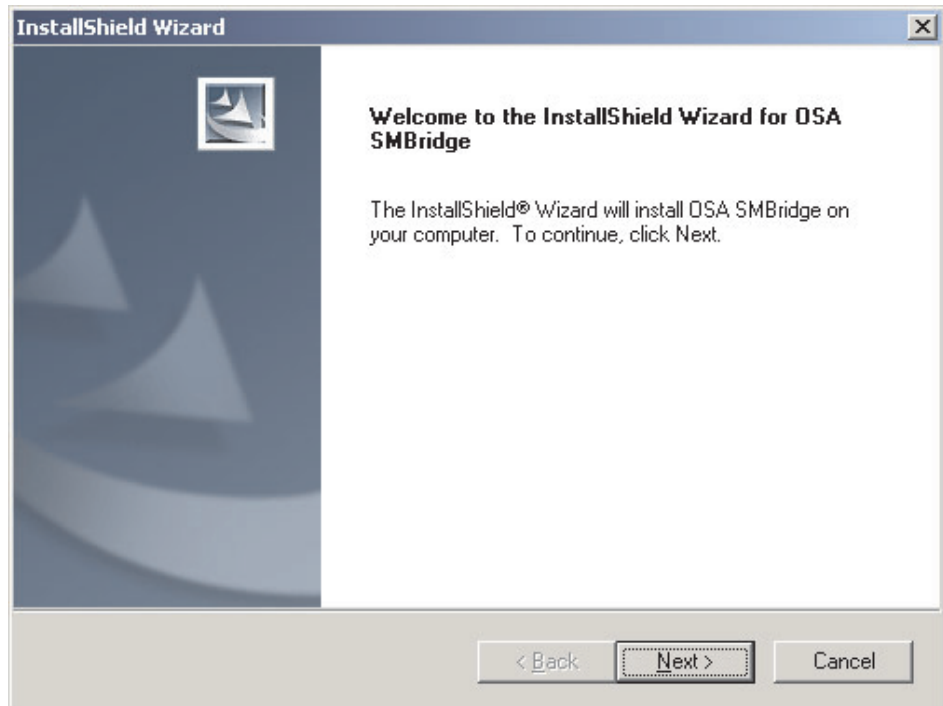 InstallShield Wizard
Welcome to the InstallShield Wizard for OSA
SMBridge
The InstallShield® Wizard will install OSA SMBridge on
your computer. To continue, click Next.
< Back
Next >
Cancel